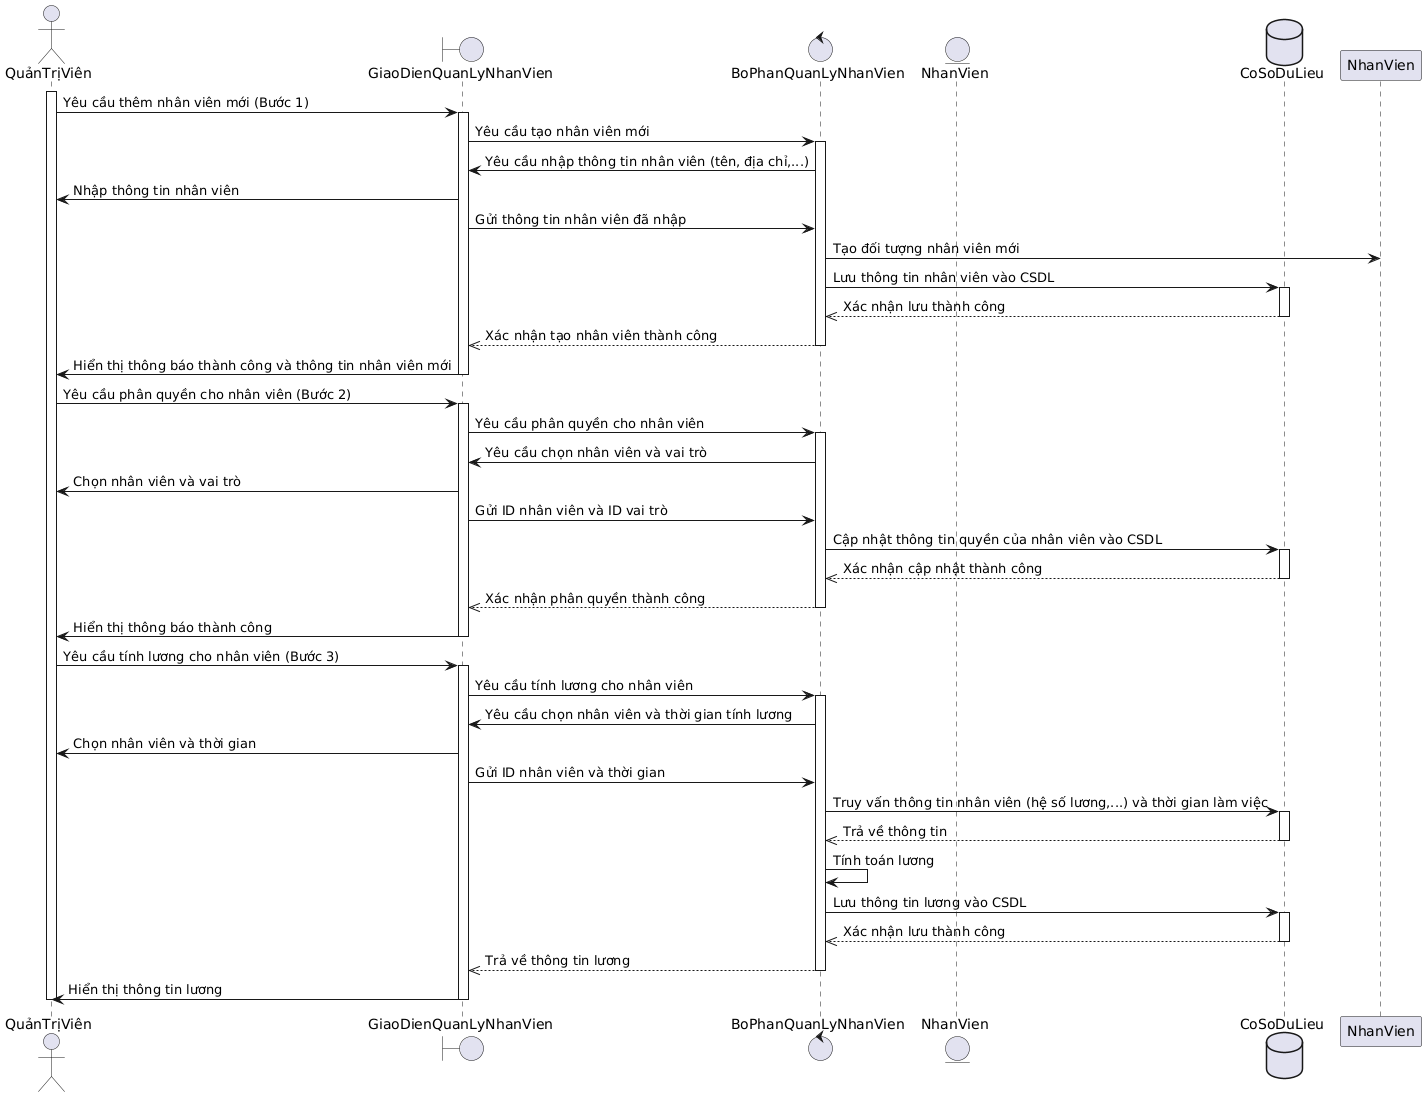 QuảnTrịViên
GiaoDienQuanLyNhanVien
BoPhanQuanLyNhanVien
NhanVien
CoSoDuLieu
NhanVien
Yêu cầu thêm nhân viên mới (Bước 1)
Yêu cầu tạo nhân viên mới
Yêu cầu nhập thông tin nhân viên (tên, địa chỉ,...)
Nhập thông tin nhân viên
Gửi thông tin nhân viên đã nhập
Tạo đối tượng nhân viên mới
Lưu thông tin nhân viên vào CSDL
Xác nhận lưu thành công
Xác nhận tạo nhân viên thành công
Hiển thị thông báo thành công và thông tin nhân viên mới
Yêu cầu phân quyền cho nhân viên (Bước 2)
Yêu cầu phân quyền cho nhân viên
Yêu cầu chọn nhân viên và vai trò
Chọn nhân viên và vai trò
Gửi ID nhân viên và ID vai trò
Cập nhật thông tin quyền của nhân viên vào CSDL
Xác nhận cập nhật thành công
Xác nhận phân quyền thành công
Hiển thị thông báo thành công
Yêu cầu tính lương cho nhân viên (Bước 3)
Yêu cầu tính lương cho nhân viên
Yêu cầu chọn nhân viên và thời gian tính lương
Chọn nhân viên và thời gian
Gửi ID nhân viên và thời gian
Truy vấn thông tin nhân viên (hệ số lương,...) và thời gian làm việc
Trả về thông tin
Tính toán lương
Lưu thông tin lương vào CSDL
Xác nhận lưu thành công
Trả về thông tin lương
Hiển thị thông tin lương
QuảnTrịViên
GiaoDienQuanLyNhanVien
BoPhanQuanLyNhanVien
NhanVien
CoSoDuLieu
NhanVien